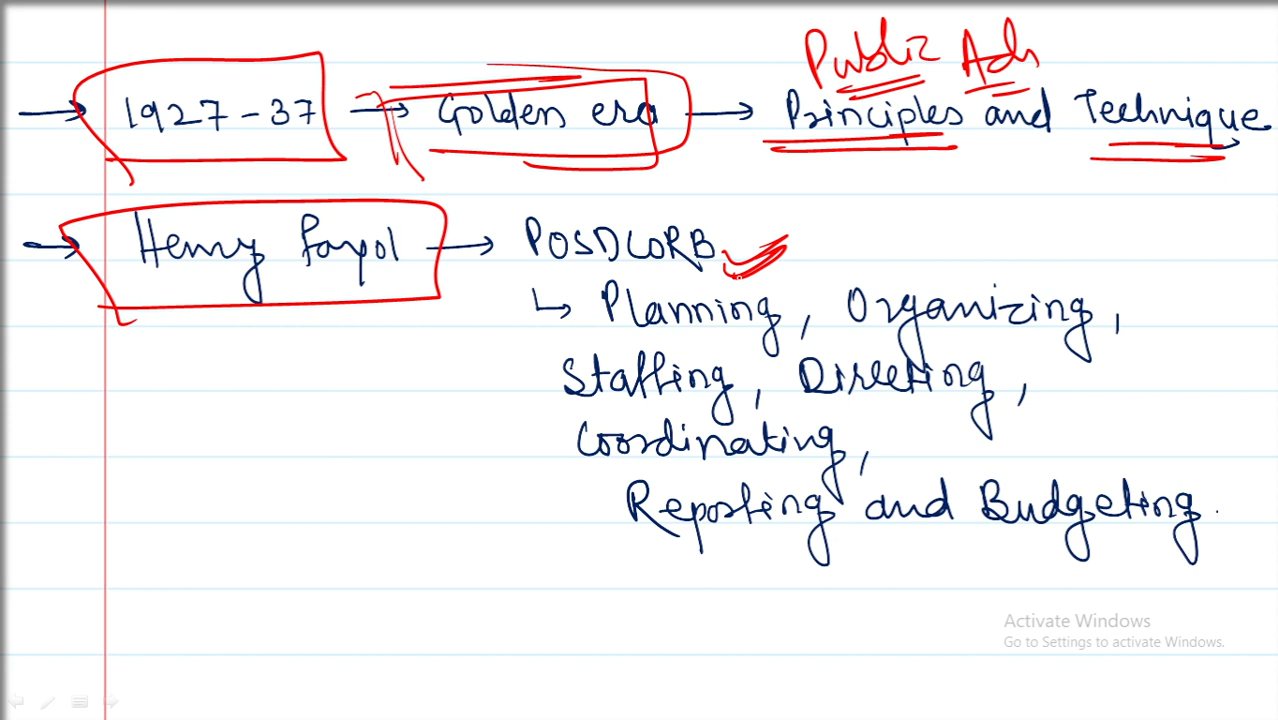 Public Adm
→ 1927-37 → Golden era → Principles and Technique
→ Henry Fayol → POSDCORB
↳ Planning, Organizing,
Staffing, Directing,
Coordinating,
Reporting and Budgeting.
Activate Windows
Go to Settings to activate Windows.